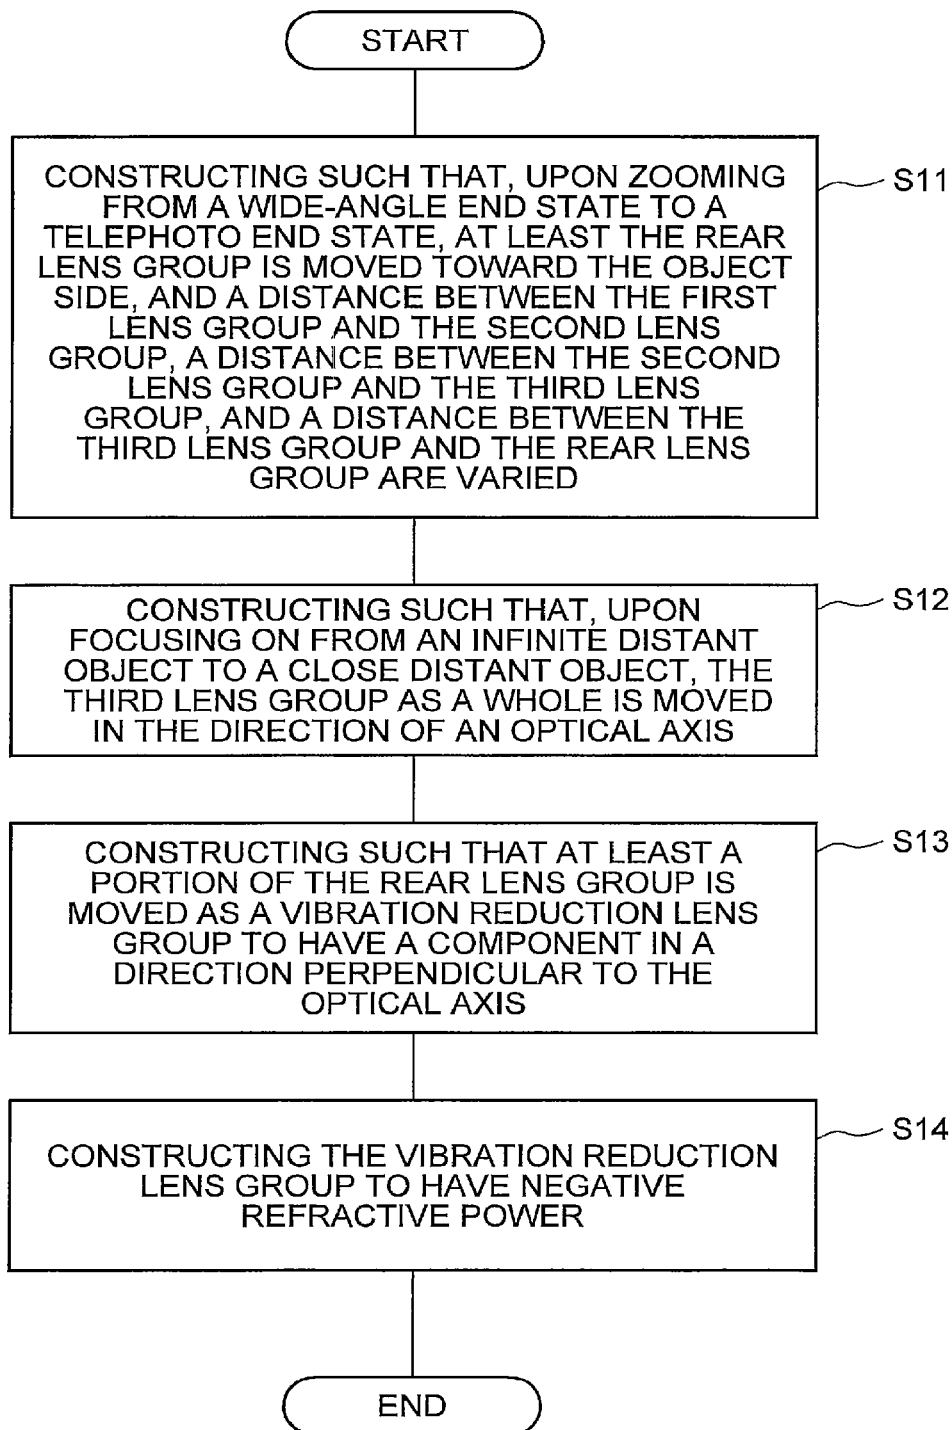 START
CONSTRUCTING SUCH THAT, UPON ZOOMING
FROM A WIDE-ANGLE END STATE TO A
TELEPHOTO END STATE, AT LEAST THE REAR
LENS GROUP IS MOVED TOWARD THE OBJECT
SIDE, AND A DISTANCE BETWEEN THE FIRST
LENS GROUP AND THE SECOND LENS
GROUP, A DISTANCE BETWEEN THE SECOND
LENS GROUP AND THE THIRD LENS
GROUP, AND A DISTANCE BETWEEN THE
THIRD LENS GROUP AND THE REAR LENS
GROUP ARE VARIED
S11
CONSTRUCTING SUCH THAT, UPON
FOCUSING ON FROM AN INFINITE DISTANT
OBJECT TO A CLOSE DISTANT OBJECT, THE
THIRD LENS GROUP AS A WHOLE IS MOVED
IN THE DIRECTION OF AN OPTICAL AXIS
S12
CONSTRUCTING SUCH THAT AT LEAST A
PORTION OF THE REAR LENS GROUP IS
MOVED AS A VIBRATION REDUCTION LENS
GROUP TO HAVE A COMPONENT IN A
DIRECTION PERPENDICULAR TO THE
OPTICAL AXIS
S13
CONSTRUCTING THE VIBRATION REDUCTION
LENS GROUP TO HAVE NEGATIVE
REFRACTIVE POWER
S14
END